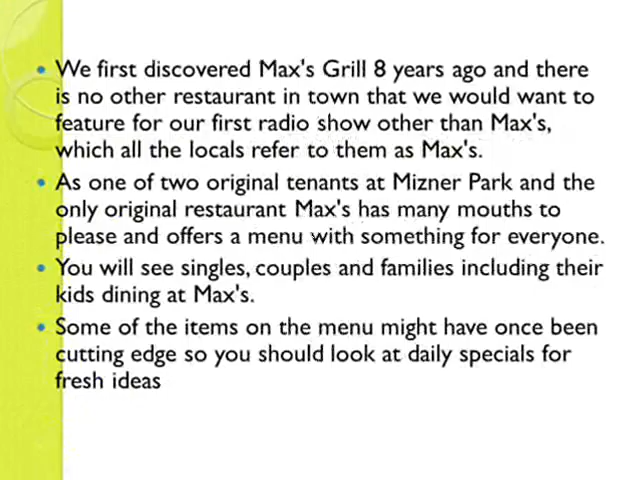 • We first discovered Max's Grill 8 years ago and there
is no other restaurant in town that we would want to
feature for our first radio show other than Max's,
which all the locals refer to them as Max's.
• As one of two original tenants at Mizner Park and the
only original restaurant Max's has many mouths to
please and offers a menu with something for everyone.
• You will see singles, couples and families including their
kids dining at Max's.
• Some of the items on the menu might have once been
cutting edge so you should look at daily specials for
fresh ideas